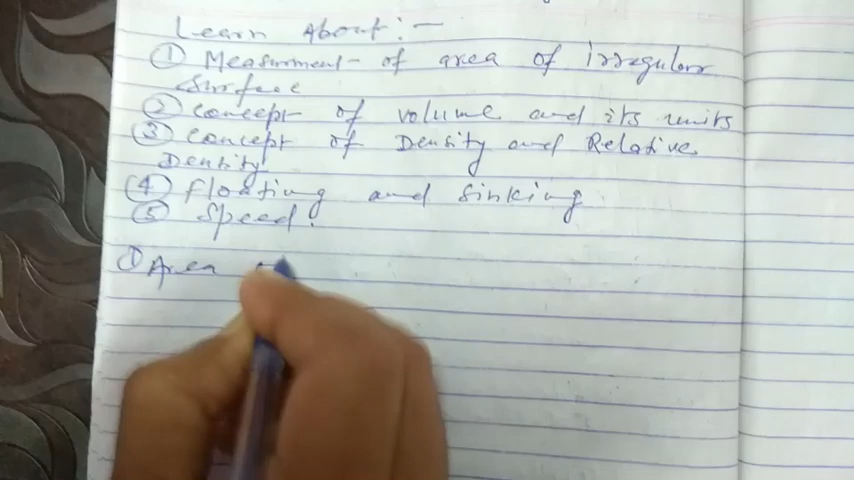 Learn About:-
① Measurment- of area of irregular
Surface
② Concept of volume and its units
③ Concept of Density and Relative
Density
④ floating and sinking
⑤ Speed.
① Area